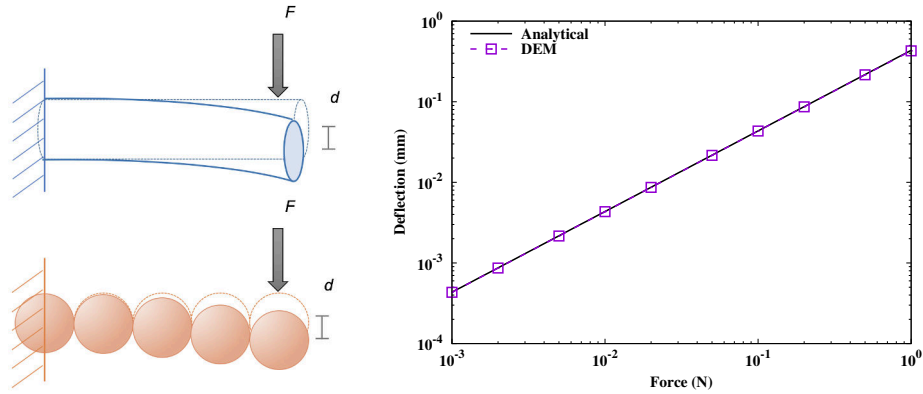 F
d
F
d
Analytical
DEM
10^0
10^-1
10^-2
10^-3
10^-4
Deflection (mm)
10^-3
10^-2
10^-1
10^0
Force (N)